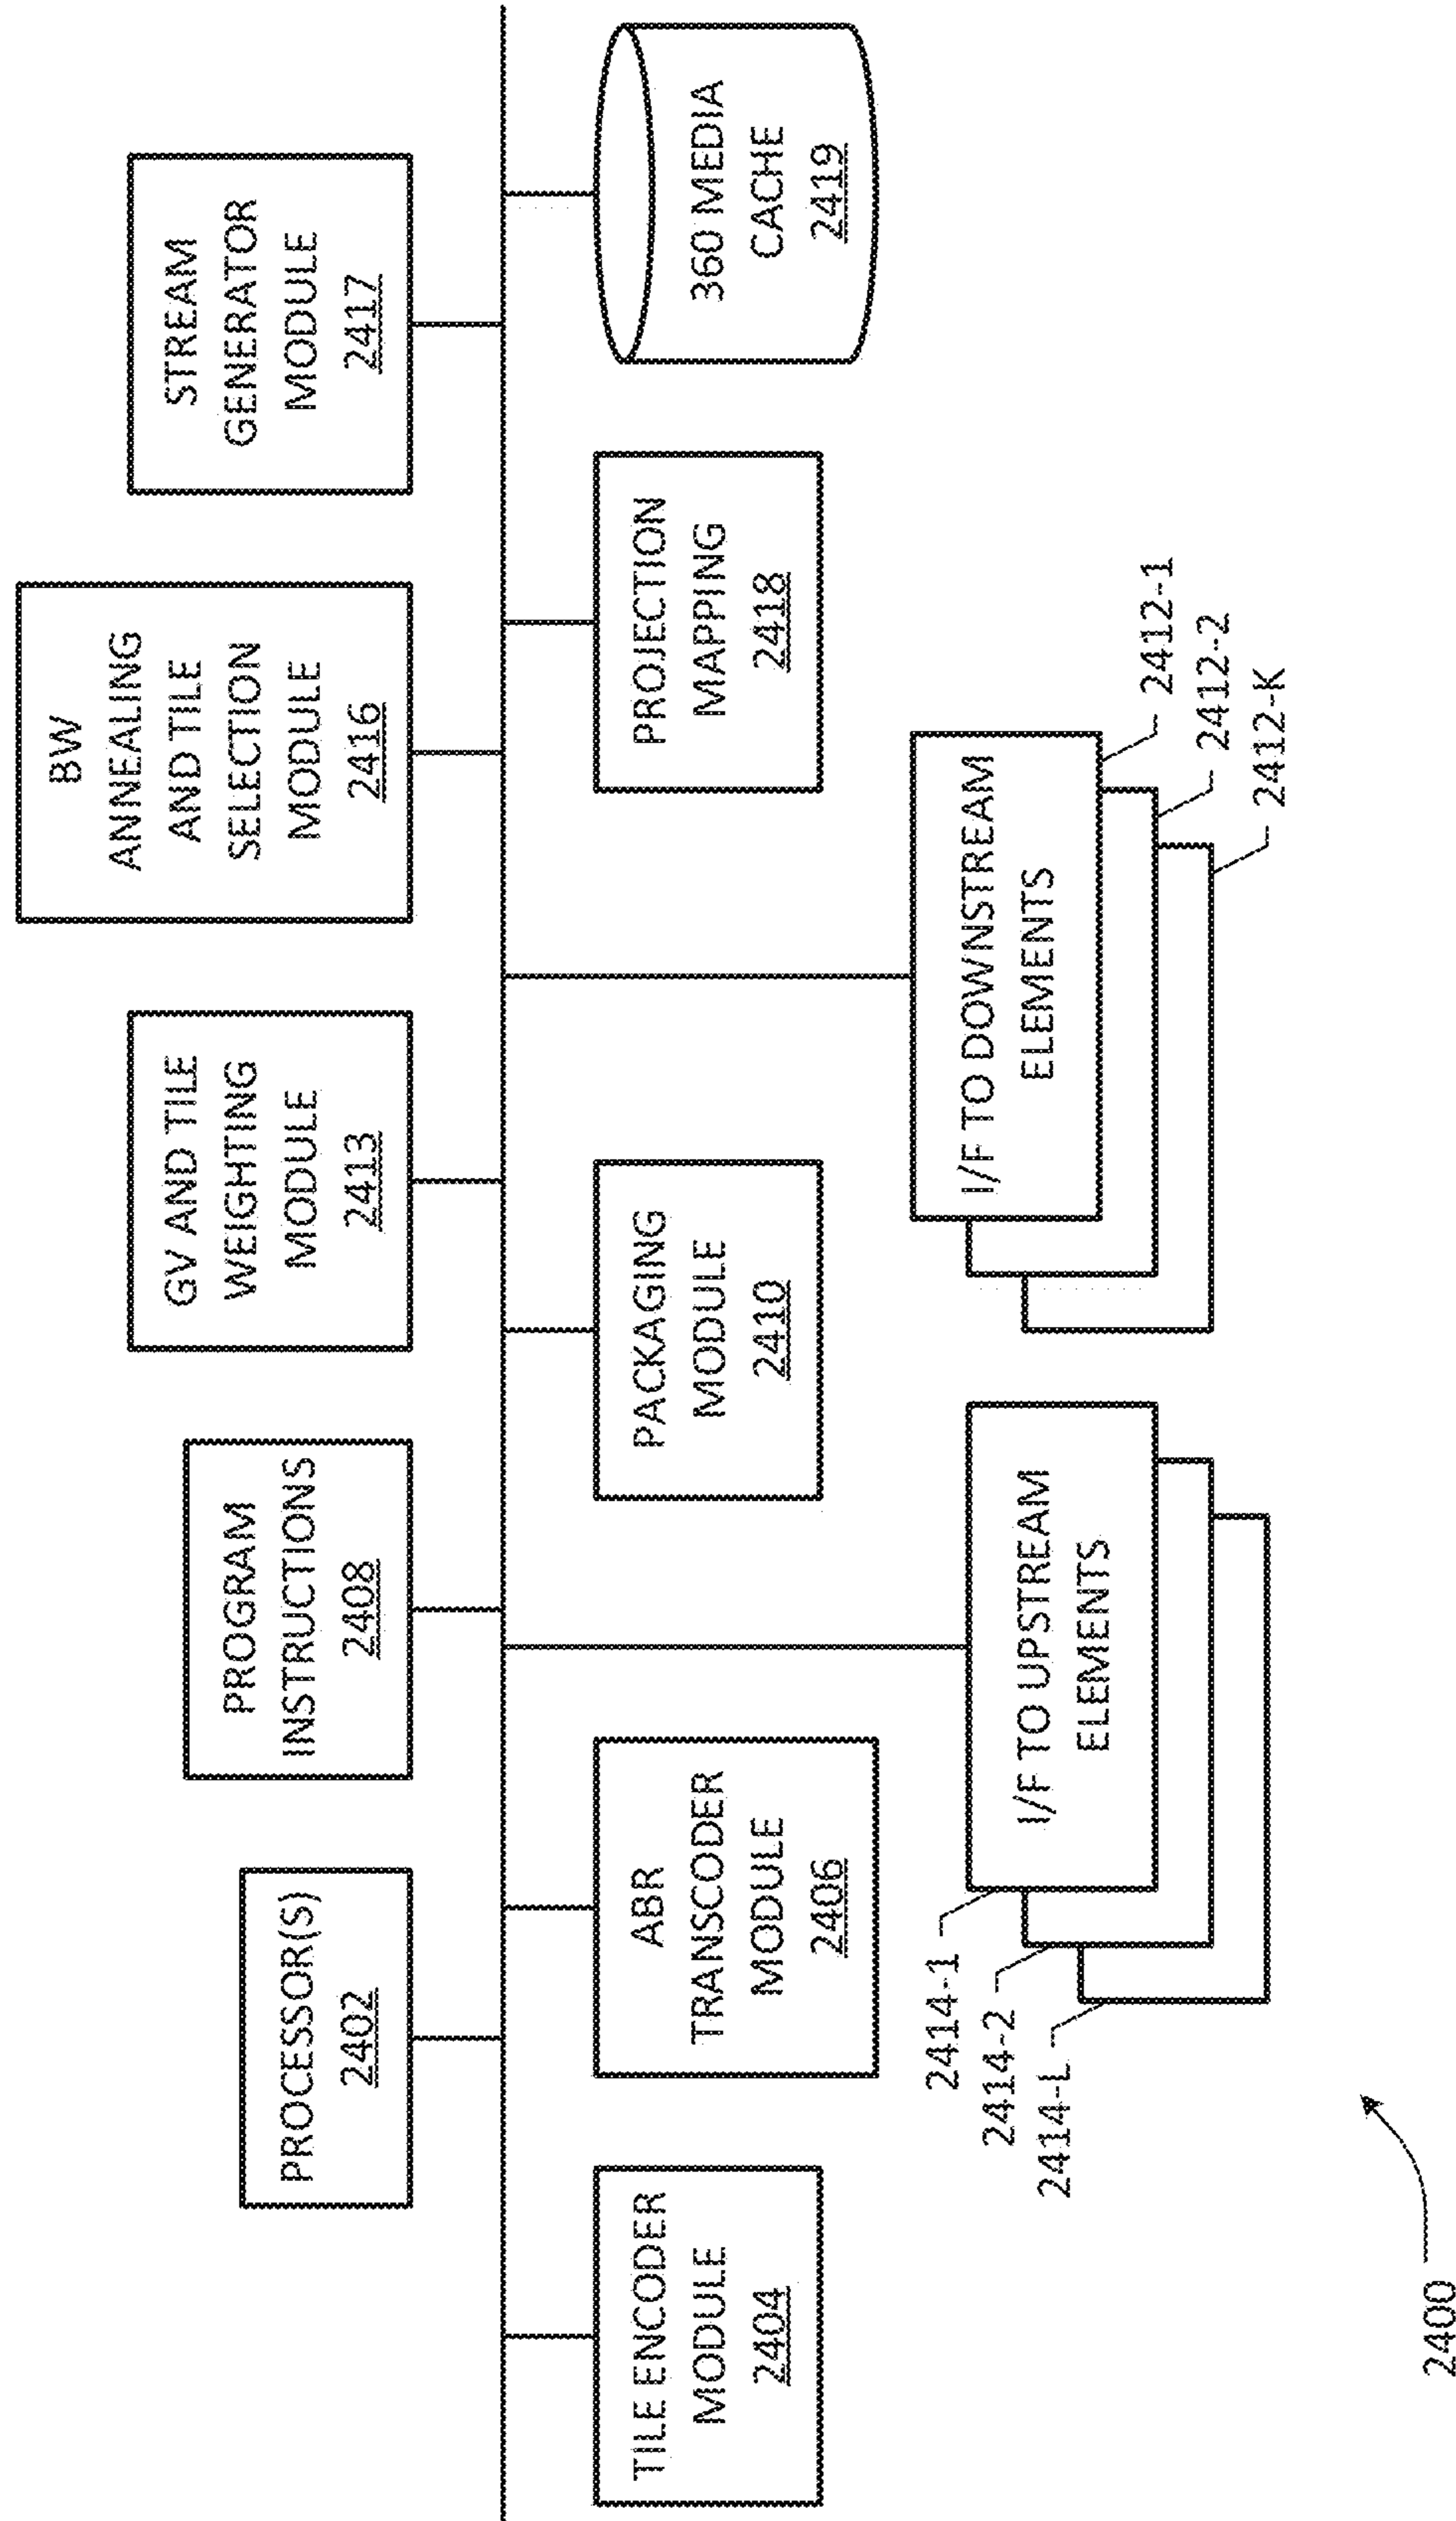 PROCESSOR(S)
2402
PROGRAM
INSTRUCTIONS
2408
GV AND TILE
WEIGHTING
MODULE
2413
BW
ANNEALING
AND TILE
SELECTION
MODULE
2416
STREAM
GENERATOR
MODULE
2417
TILE ENCODER
MODULE
2404
ABR
TRANSCODER
MODULE
2406
PACKAGING
MODULE
2410
PROJECTION
MAPPING
2418
360 MEDIA
CACHE
2419
I/F TO UPSTREAM
ELEMENTS
2414-1
2414-2
2414-L
I/F TO DOWNSTREAM
ELEMENTS
2412-1
2412-2
2412-K
2400